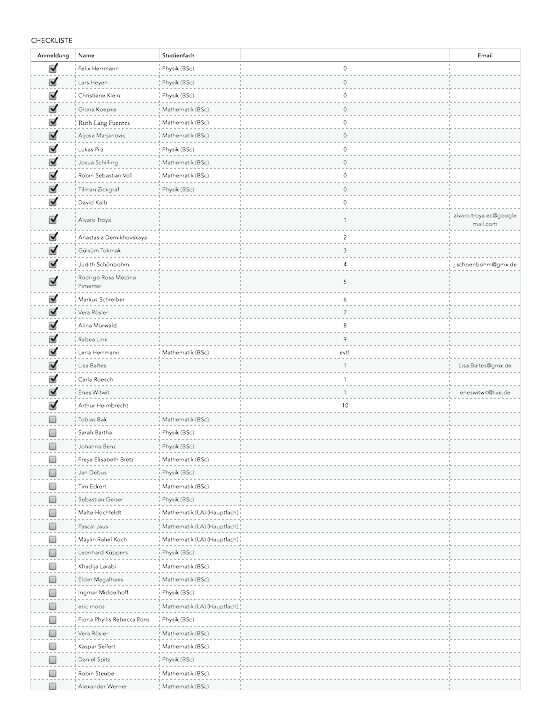 CHECKLISTE
Anmeldung Name Studienfach Email
Felix Herrmann Physik (BSc) 0
Lars Heyen Physik (BSc) 0
Christiane Klein Physik (BSc) 0
Gloria Koepke Mathematik (BSc) 0
Ruth Lang Fuentes Mathematik (BSc) 0
Aljosa Marjanovic Mathematik (BSc) 0
Lukas Pilz Physik (BSc) 0
Josua Schilling Mathematik (BSc) 0
Robin Sebastian Voll Mathematik (BSc) 0
Tilman Zickgraf Physik (BSc) 0
David Kalb 0
Alvaro Troya 1 alvaro.troya.ec@google
mail.com
Anastasia Demikhovskaya 2
Gülsüm Tokmak 3
Judith Schönbohm 4 j.schoenbohm@gmx.de
Rodrigo Rosa Medina 5
Pimentel
Markus Schreiber 6
Vera Rösler 7
Alina Mürwald 8
Rabea Link 9
Lena Herrmann Mathematik (BSc) evtl
Lisa Baltes 1 Lisa.Baltes@gmx.de
Carla Roesch 1
Enes Witwit 1 eneswitwit@live.de
Arthur Heimbrecht 10
Tobias Bak Mathematik (BSc)
Sarah Bartha Physik (BSc)
Johanna Benz Physik (BSc)
Freya Elisabeth Bretz Mathematik (BSc)
Jan Debus Physik (BSc)
Tim Eckert Mathematik (BSc)
Sebastian Geiser Physik (BSc)
Malte Hochfeldt Mathematik (LA) (Hauptfach)
Pascal Jaus Mathematik (LA) (Hauptfach)
Maylin Rahel Koch Mathematik (LA) (Hauptfach)
Leonhard Küppers Physik (BSc)
Khadija Larabi Mathematik (BSc)
Elder Magalhaes Mathematik (BSc)
Ingmar Middelhoff Physik (BSc)
eric moos Mathematik (LA) (Hauptfach)
Fiona Phyllis Rebecca Pons Physik (BSc)
Vera Rösler Mathematik (BSc)
Kaspar Seifert Mathematik (BSc)
Daniel Spitz Physik (BSc)
Robin Steube Mathematik (BSc)
Alexander Werner Mathematik (BSc)